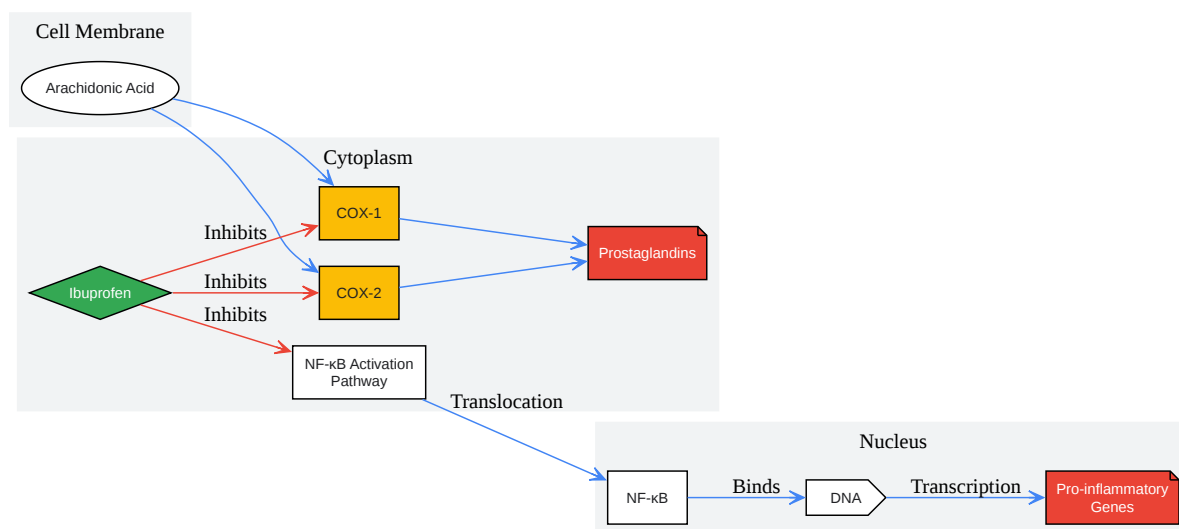 Cell Membrane
Arachidonic Acid
Cytoplasm
COX-1
Inhibits
Prostaglandins
Inhibits
Ibuprofen
COX-2
Inhibits
NF-κB Activation
Pathway
Translocation
Nucleus
NF-κB
Binds
DNA
Transcription
Pro-inflammatory
Genes